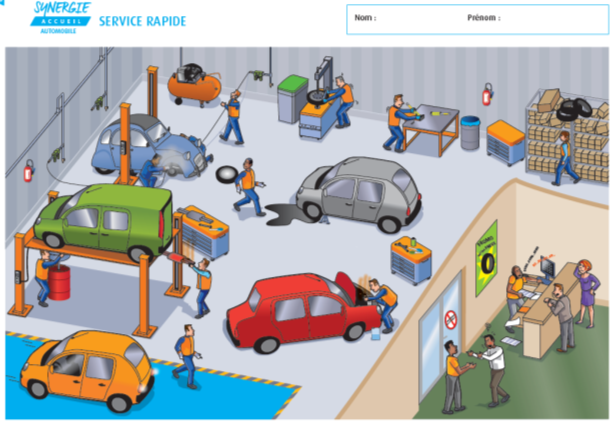 SYNERGIE
ACCUEIL
AUTOMOBILE
SERVICE RAPIDE
Nom :
Prénom :